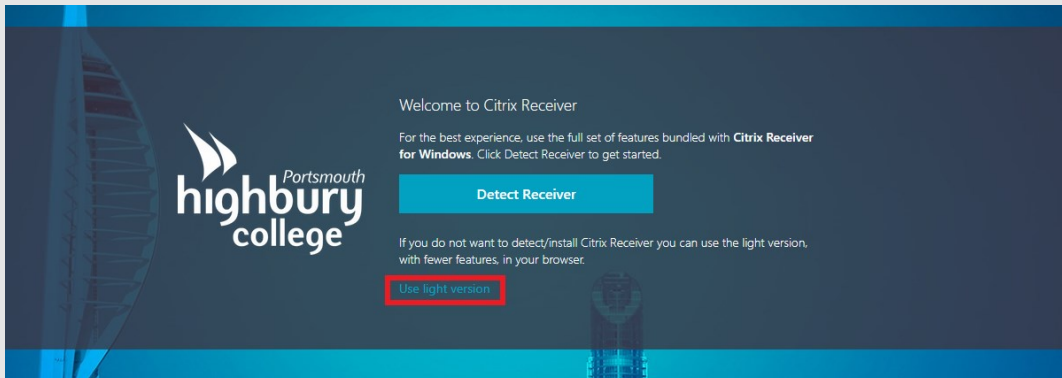 Portsmouth
highbury
college
Welcome to Citrix Receiver
For the best experience, use the full set of features bundled with Citrix Receiver
for Windows. Click Detect Receiver to get started.
Detect Receiver
If you do not want to detect/install Citrix Receiver you can use the light version,
with fewer features, in your browser.
Use light version